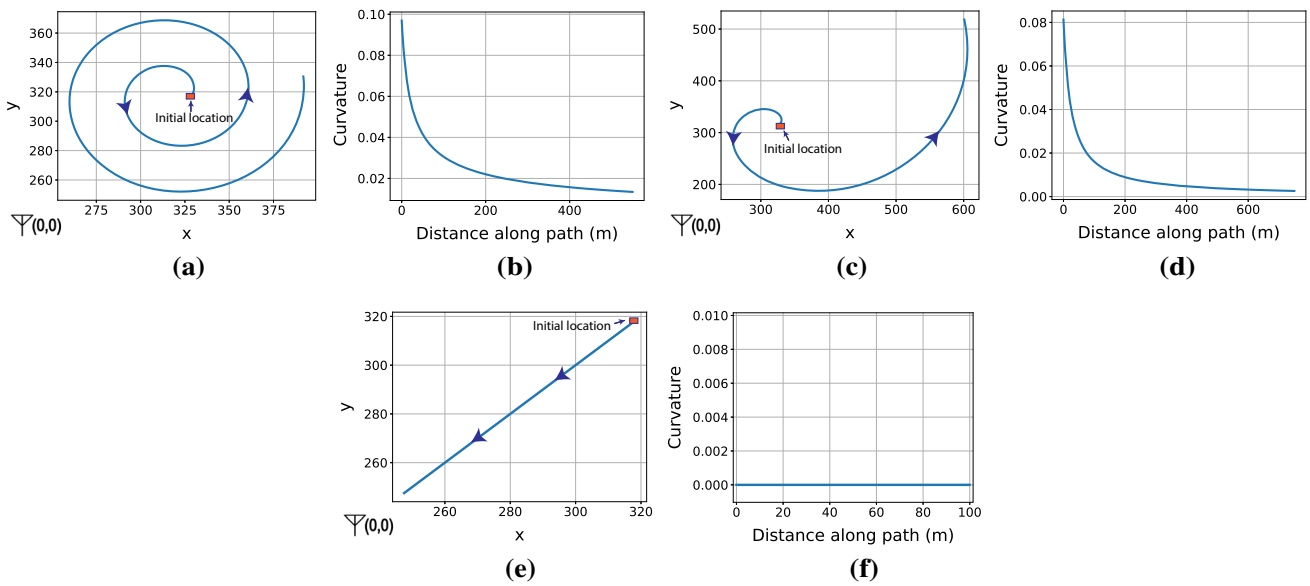 360
340
320
300
280
260
y
275
300
325
350
375
x
Initial location
(0,0)
(a)
0.10
0.08
0.06
0.04
0.02
Curvature
0
200
400
Distance along path (m)
(b)
500
400
300
200
y
300
400
500
600
x
Initial location
(0,0)
(c)
0.08
0.06
0.04
0.02
0.00
Curvature
0
200
400
600
Distance along path (m)
(d)
320
300
280
260
y
260
280
300
320
x
Initial location
(0,0)
(e)
0.010
0.008
0.006
0.004
0.002
0.000
Curvature
0
20
40
60
80
100
Distance along path (m)
(f)